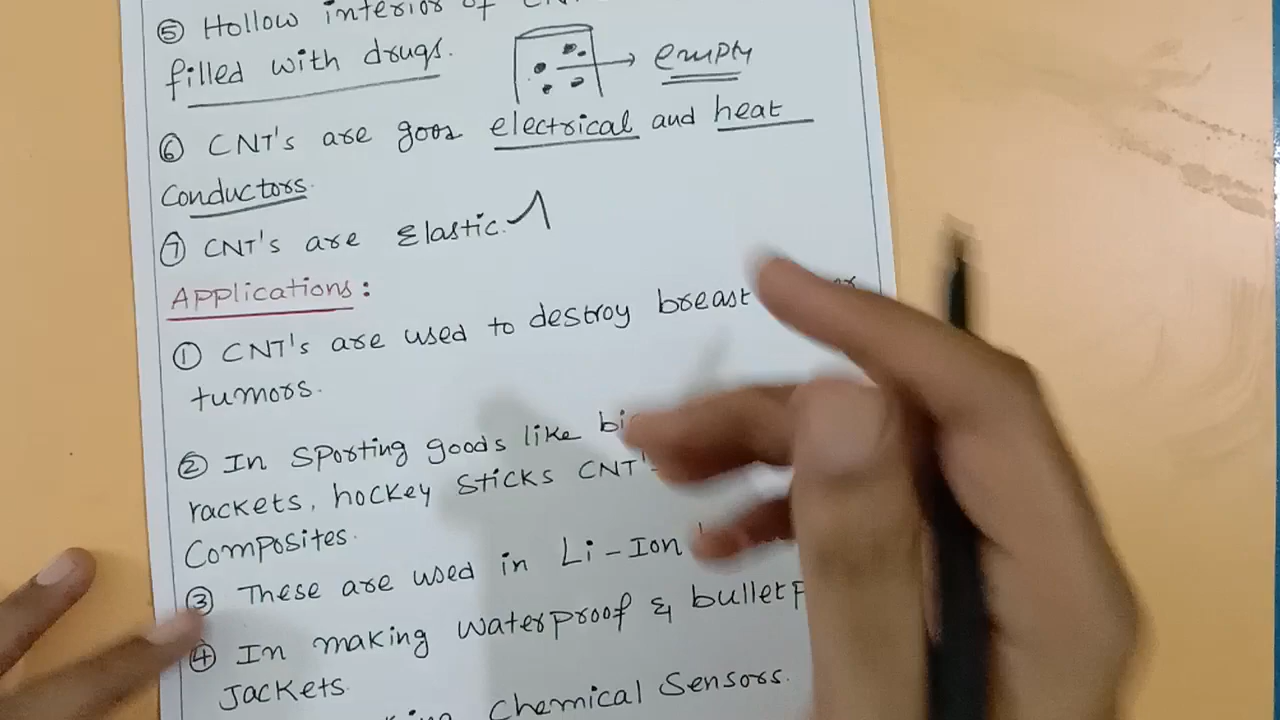 ⑤ Hollow interior of
filled with drugs.
empty
⑥ CNT's are good electrical and heat
Conductors.
⑦ CNT's are Elastic.
Applications:
① CNT's are used to destroy breast
tumors.
② In Sporting goods like
rackets, hockey Sticks CNT'
Composites.
③ These are used in Li-Ion
④ In making waterproof & bullet
Jackets.
Chemical Sensors.